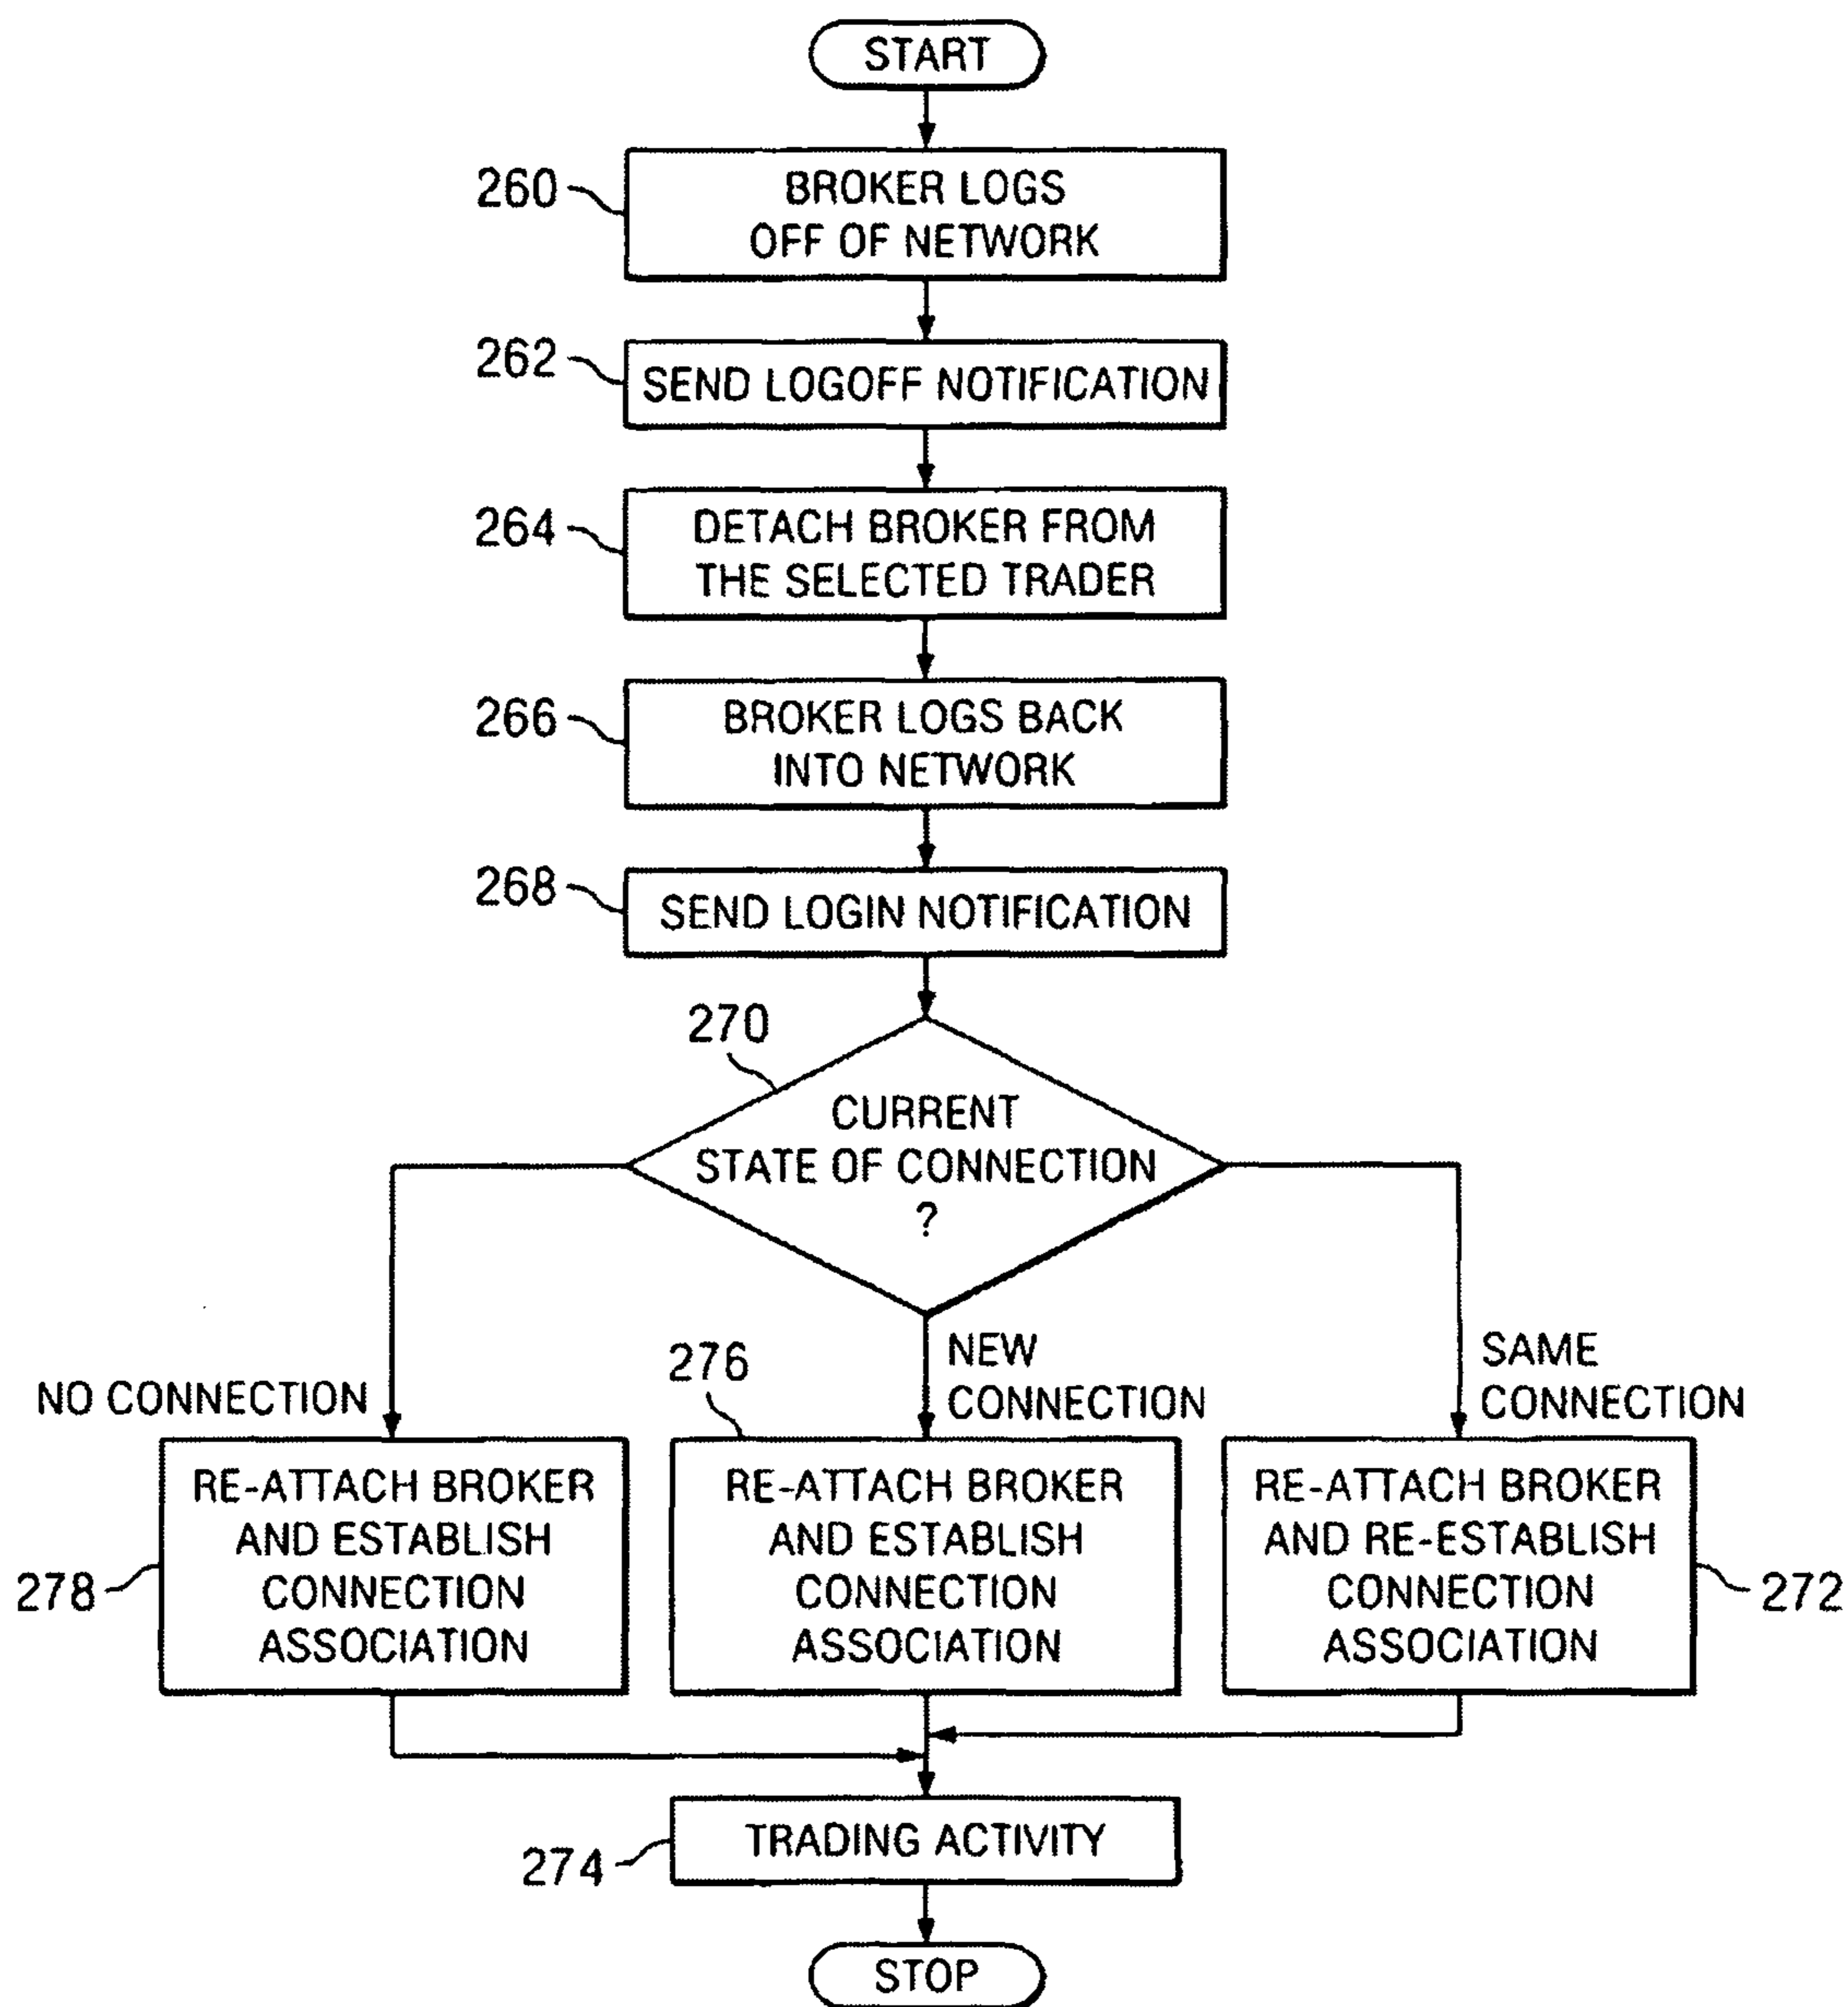 START
260
BROKER LOGS
OFF OF NETWORK
262
SEND LOGOFF NOTIFICATION
264
DETACH BROKER FROM
THE SELECTED TRADER
266
BROKER LOGS BACK
INTO NETWORK
268
SEND LOGIN NOTIFICATION
270
CURRENT
STATE OF CONNECTION
?
NO CONNECTION
276
NEW
CONNECTION
SAME
CONNECTION
278
RE-ATTACH BROKER
AND ESTABLISH
CONNECTION
ASSOCIATION
RE-ATTACH BROKER
AND ESTABLISH
CONNECTION
ASSOCIATION
RE-ATTACH BROKER
AND RE-ESTABLISH
CONNECTION
ASSOCIATION
272
274
TRADING ACTIVITY
STOP